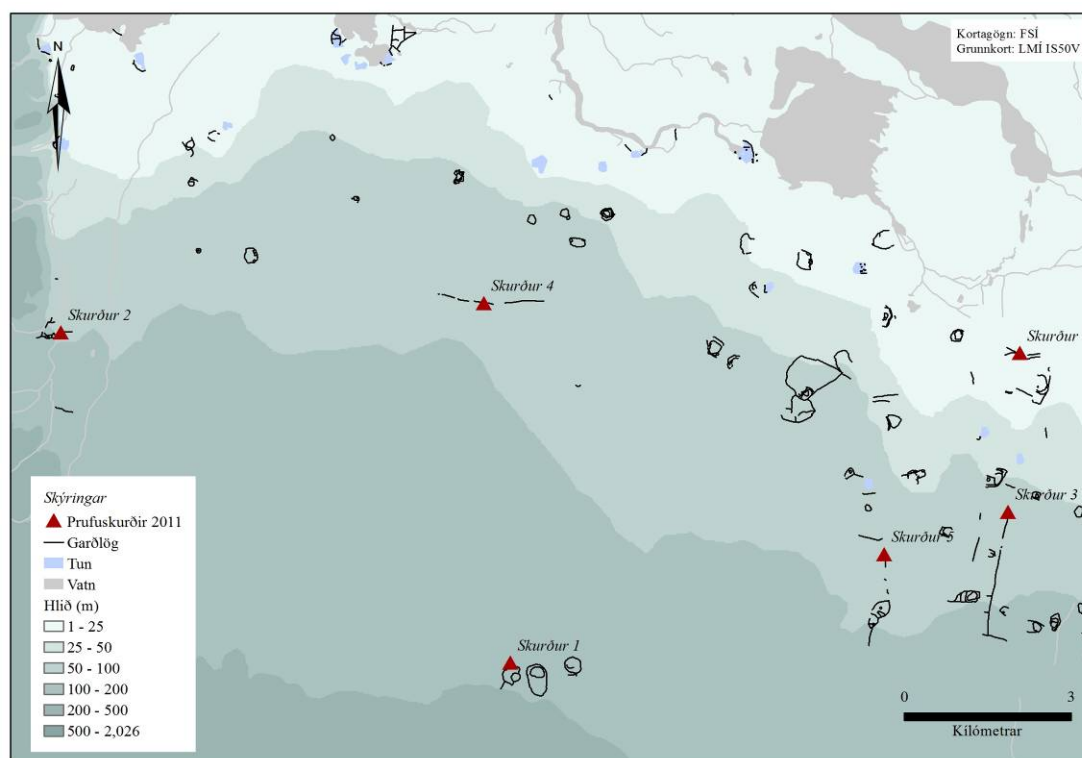 Kortagögn: FSÍ
Grunnkort: LMÍ IS50V
N
Skurður 4
Skurður 2
Skurður
Skurður 3
Skurður 5
Skurður 1
Skýringar
Prufuskurðir 2011
Garðlög
Tun
Vatn
Hlið (m)
1 - 25
25 - 50
50 - 100
100 - 200
200 - 500
500 - 2,026
0 3
Kílómetrar